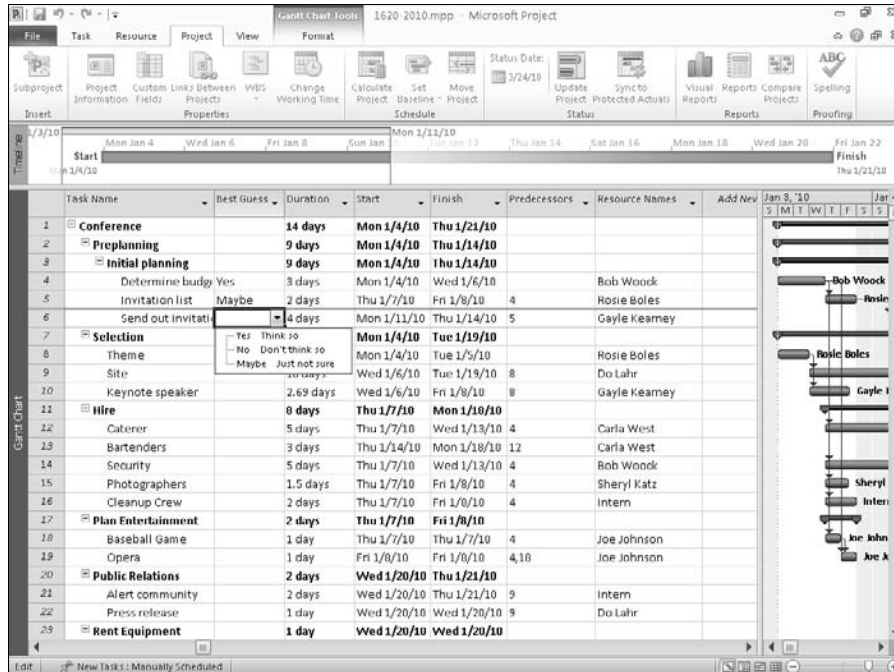 Gantt Chart Tools 1620-2010.mpp - Microsoft Project
File Task Resource Project View Format
Subproject Project Information Custom Fields Links Between Projects WBS Change Working Time Calculate Project Set Baseline Move Project Status Date: 3/24/10 Update Project Sync to Protected Actuals Visual Reports Reports Compare Projects ABC Spelling
Insert Properties Schedule Status Reports Proofing
Timeline
1/3/10 Mon 1/11/10
Mon Jan 4 Wed Jan 6 Fri Jan 8 Sun Jan Tue Jan 12 Thu Jan 14 Sat Jan 16 Mon Jan 18 Wed Jan 20 Fri Jan 22
Start Finish
1/4/10 Thu 1/21/10
Task Name Best Guess Duration Start Finish Predecessors Resource Names Add New Jan 3, '10 Jan
S M T W T F S S
1 Conference 14 days Mon 1/4/10 Thu 1/21/10
2 Preplanning 9 days Mon 1/4/10 Thu 1/14/10
3 Initial planning 9 days Mon 1/4/10 Thu 1/14/10
4 Determine budg Yes 3 days Mon 1/4/10 Wed 1/6/10 Bob Woock Bob Woock
5 Invitation list Maybe 2 days Thu 1/7/10 Fri 1/8/10 4 Rosie Boles Rosie
6 Send out invitati 4 days Mon 1/11/10 Thu 1/14/10 5 Gayle Kearney
7 Selection Mon 1/4/10 Tue 1/19/10
Yes Think so
No Don't think so
Maybe Just not sure
8 Theme Mon 1/4/10 Tue 1/5/10 Rosie Boles Rosie Boles
9 Site Wed 1/6/10 Tue 1/19/10 8 Do Lahr
10 Keynote speaker 2.69 days Wed 1/6/10 Fri 1/8/10 8 Gayle Kearney Gayle
11 Hire 8 days Thu 1/7/10 Mon 1/18/10
12 Caterer 5 days Thu 1/7/10 Wed 1/13/10 4 Carla West
13 Bartenders 3 days Thu 1/14/10 Mon 1/18/10 12 Carla West
14 Security 5 days Thu 1/7/10 Wed 1/13/10 4 Bob Woock
15 Photographers 1.5 days Thu 1/7/10 Fri 1/8/10 4 Sheryl Katz Sheryl
16 Cleanup Crew 2 days Thu 1/7/10 Fri 1/8/10 4 Intern Inter
17 Plan Entertainment 2 days Thu 1/7/10 Fri 1/8/10
18 Baseball Game 1 day Thu 1/7/10 Thu 1/7/10 4 Joe Johnson Joe John
19 Opera 1 day Fri 1/8/10 Fri 1/8/10 4,18 Joe Johnson Joe J
20 Public Relations 2 days Wed 1/20/10 Thu 1/21/10
21 Alert community 2 days Wed 1/20/10 Thu 1/21/10 9 Intern
22 Press release 1 day Wed 1/20/10 Wed 1/20/10 9 Do Lahr
23 Rent Equipment 1 day Wed 1/20/10 Wed 1/20/10
Gantt Chart
Edit New Tasks : Manually Scheduled